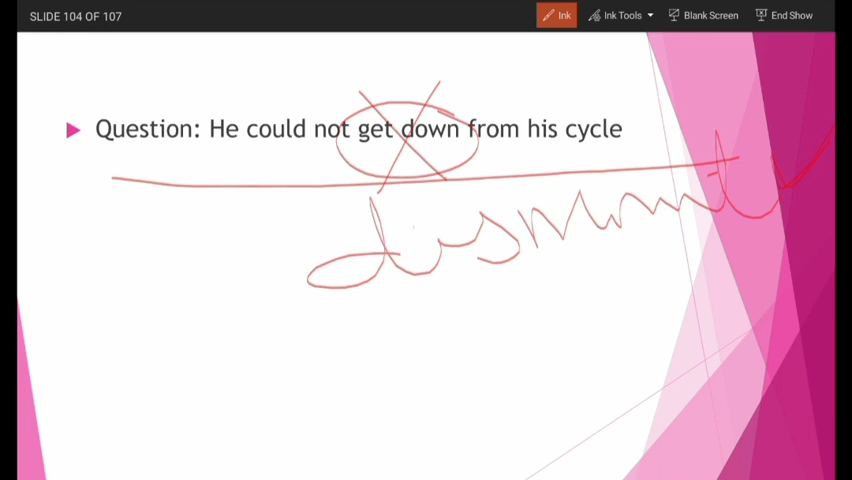 SLIDE 104 OF 107
Ink Ink Tools Blank Screen End Show
Question: He could not get down from his cycle